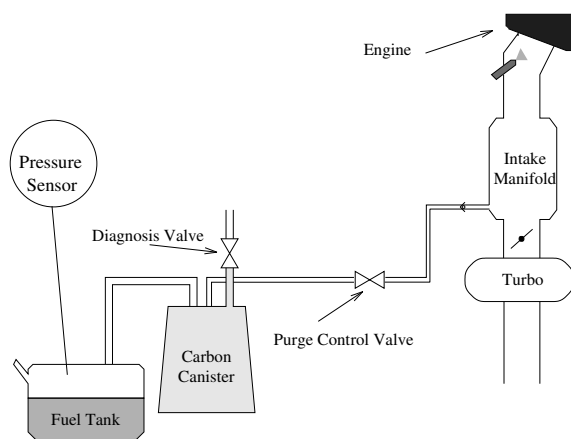 Engine
Pressure
Sensor
Intake
Manifold
Diagnosis Valve
Turbo
Purge Control Valve
Carbon
Canister
Fuel Tank